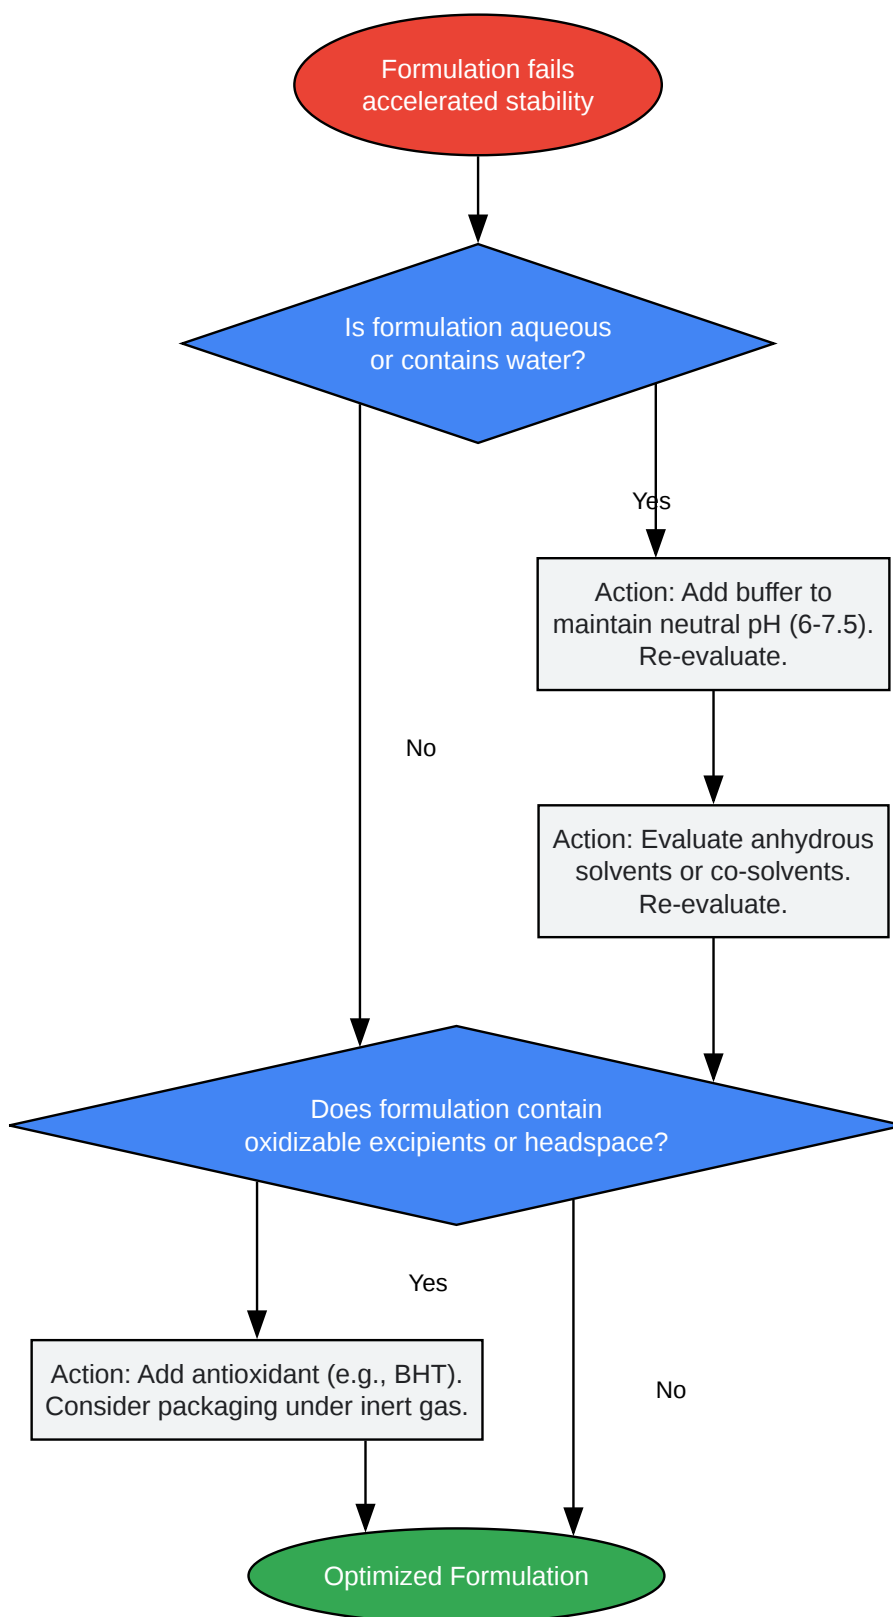 Formulation fails
accelerated stability
Is formulation aqueous
or contains water?
Yes
Action: Add buffer to
maintain neutral pH (6-7.5).
Re-evaluate.
No
Action: Evaluate anhydrous
solvents or co-solvents.
Re-evaluate.
Does formulation contain
oxidizable excipients or headspace?
Yes
Action: Add antioxidant (e.g., BHT).
Consider packaging under inert gas.
No
Optimized Formulation